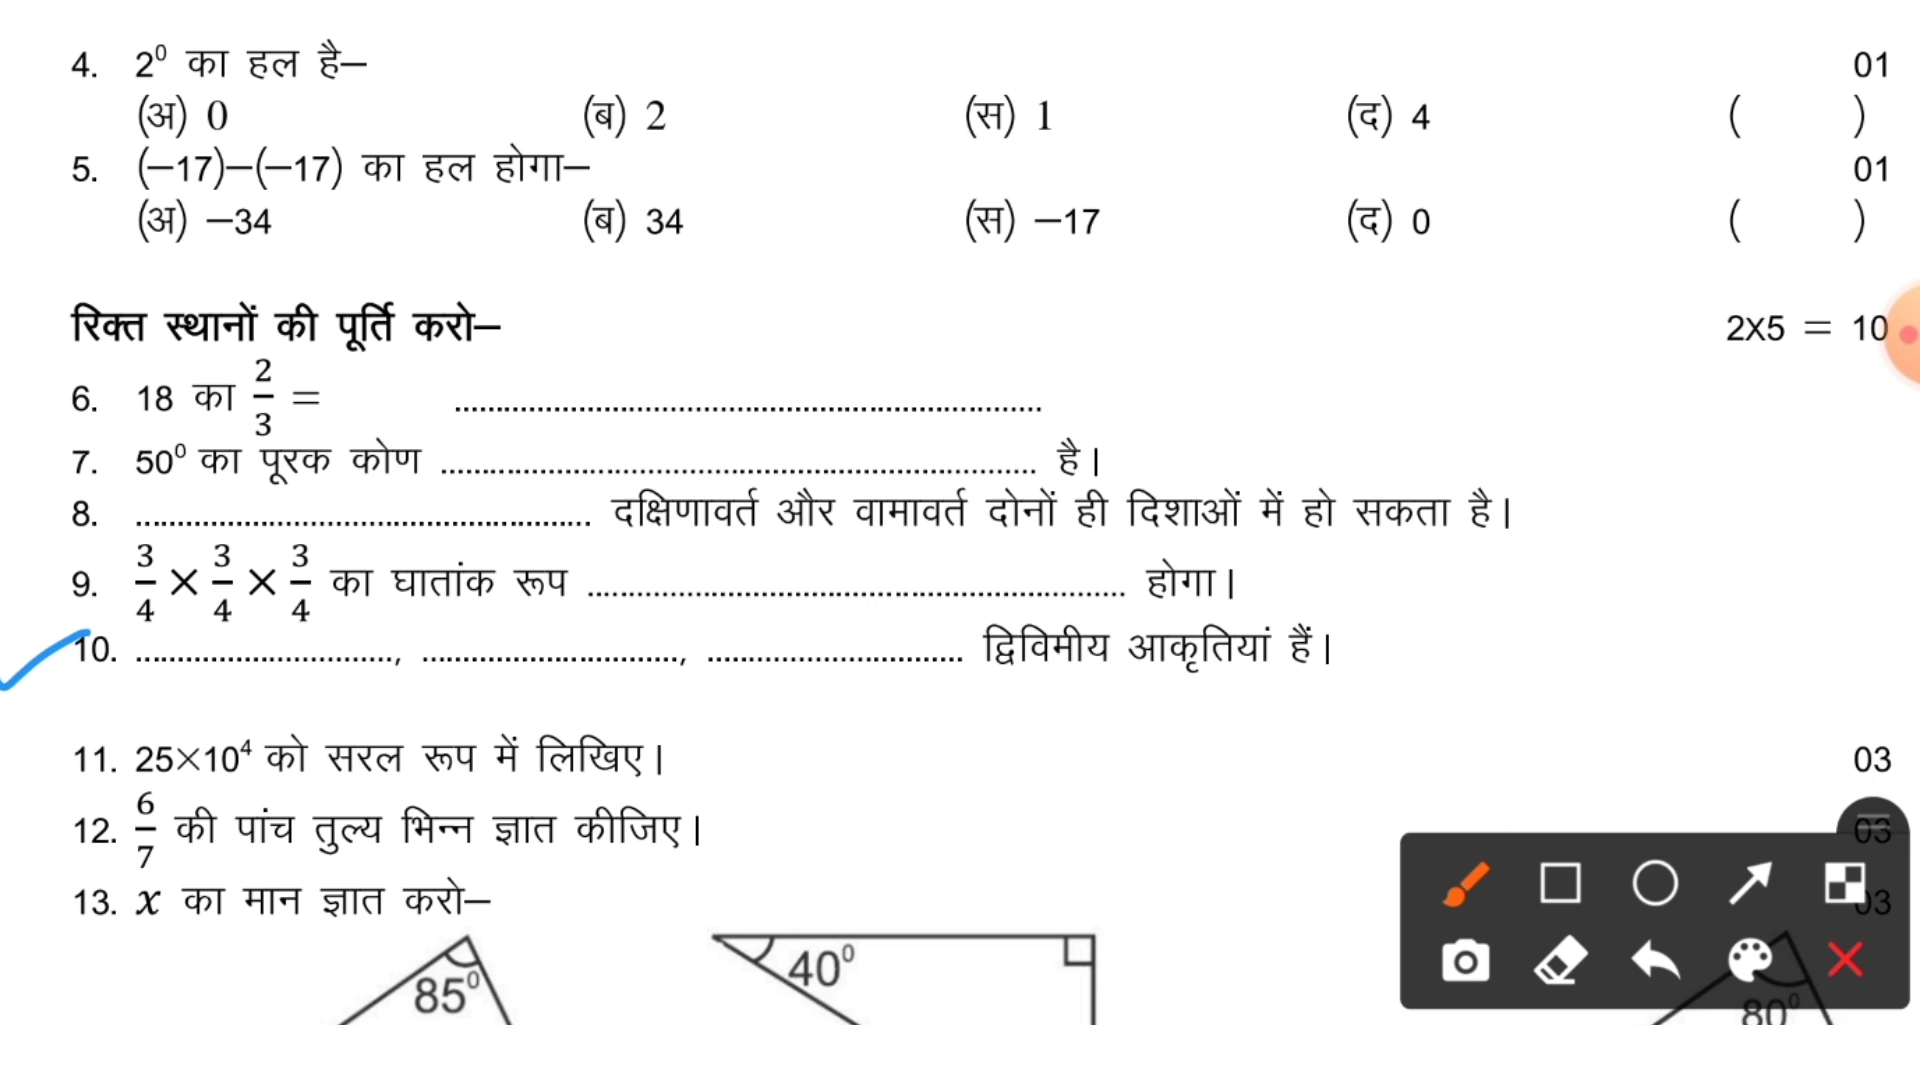 4. 2⁰ का हल है– 01
(अ) 0 (ब) 2 (स) 1 (द) 4 ( )
5. (–17)–(–17) का हल होगा– 01
(अ) –34 (ब) 34 (स) –17 (द) 0 ( )
रिक्त स्थानों की पूर्ति करो– 2X5 = 10
6. 18 का 2/3 = ......................................................................
7. 50⁰ का पूरक कोण ...................................................................... है।
8. ...................................................... दक्षिणावर्त और वामावर्त दोनों ही दिशाओं में हो सकता है।
9. 3/4 × 3/4 × 3/4 का घातांक रूप ................................................................ होगा।
10. ..............................., ..............................., ............................... द्विविमीय आकृतियां हैं।
11. 25×10⁴ को सरल रूप में लिखिए। 03
12. 6/7 की पांच तुल्य भिन्न ज्ञात कीजिए। 03
13. x का मान ज्ञात करो– 03
85⁰ 40⁰ 80⁰